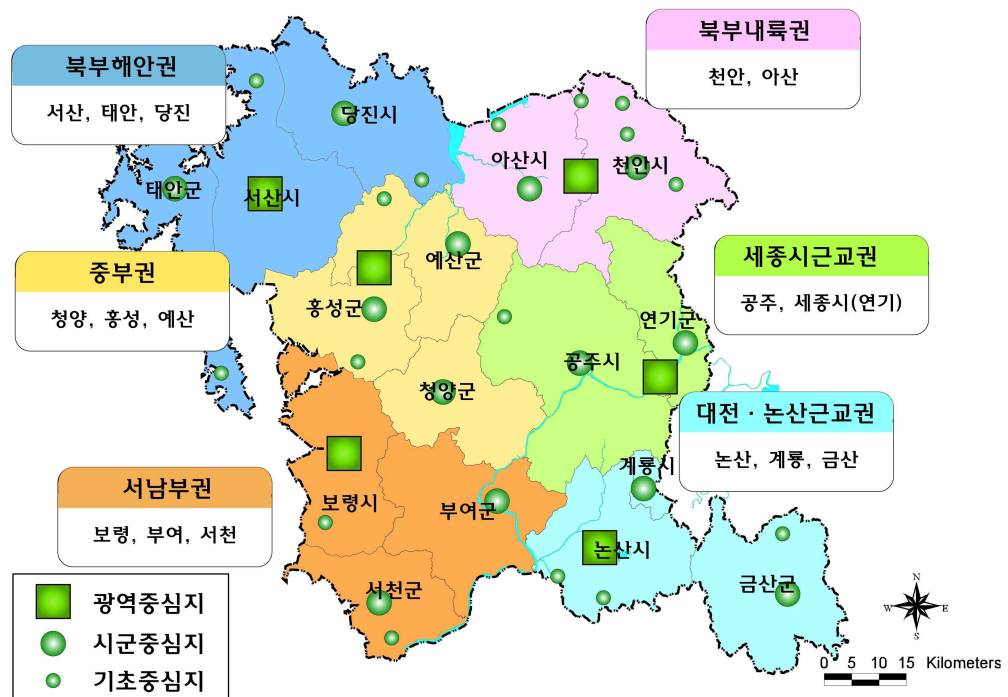 북부해안권
서산, 태안, 당진
북부내륙권
천안, 아산
당진시
아산시
천안시
태안군
서산시
중부권
청양, 홍성, 예산
예산군
홍성군
세종시근교권
공주, 세종시(연기)
연기군
공주시
청양군
대전 · 논산근교권
논산, 계룡, 금산
계룡시
서남부권
보령, 부여, 서천
보령시
부여군
논산시
서천군
금산군
광역중심지
시군중심지
기초중심지
N
W E
S
0 5 10 15 Kilometers